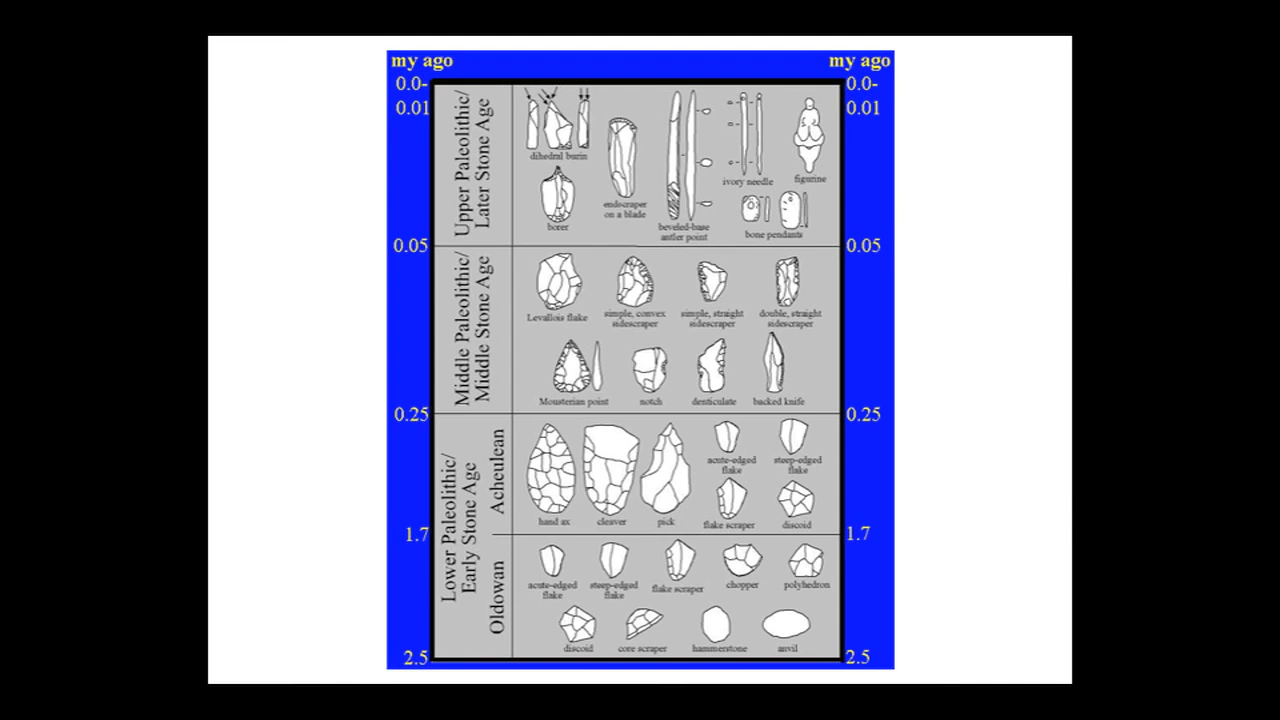 my ago
my ago
0.0-
0.01
0.0-
0.01
Upper Paleolithic/
Later Stone Age
dihedral burin
borer
endscraper
on a blade
beveled-base
antler point
ivory needle
figurine
bone pendants
0.05
0.05
Middle Paleolithic/
Middle Stone Age
Levallois flake
simple, convex
sidescraper
simple, straight
sidescraper
double, straight
sidescraper
Mousterian point
notch
denticulate
backed knife
0.25
0.25
Lower Paleolithic/
Early Stone Age
Acheulean
hand ax
cleaver
pick
acute-edged
flake
steep-edged
flake
flake scraper
discoid
1.7
1.7
Oldowan
acute-edged
flake
steep-edged
flake
flake scraper
chopper
polyhedron
discoid
core scraper
hammerstone
anvil
2.5
2.5